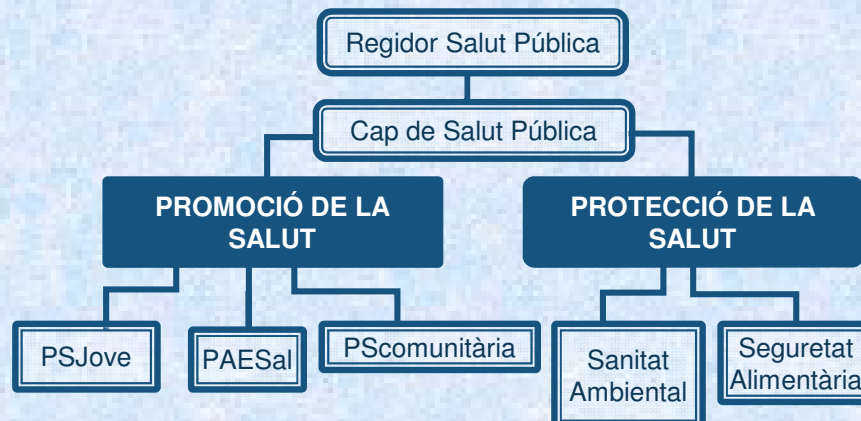 Regidor Salut Pública
Cap de Salut Pública
PROMOCIÓ DE LA
SALUT
PROTECCIÓ DE LA
SALUT
PSJove
PAESal
PScomunitària
Sanitat
Ambiental
Seguretat
Alimentària